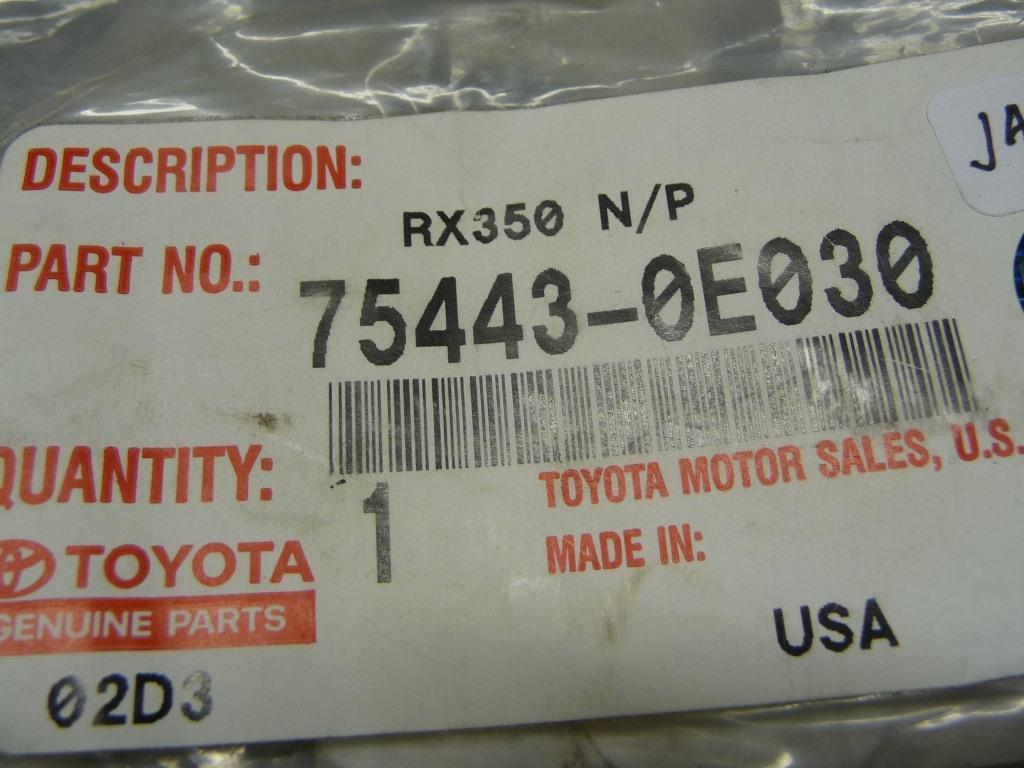 DESCRIPTION:
RX350 N/P
PART NO.:
75443-0E030
QUANTITY:
1
TOYOTA MOTOR SALES, U.S.
MADE IN:
USA
TOYOTA
GENUINE PARTS
02D3